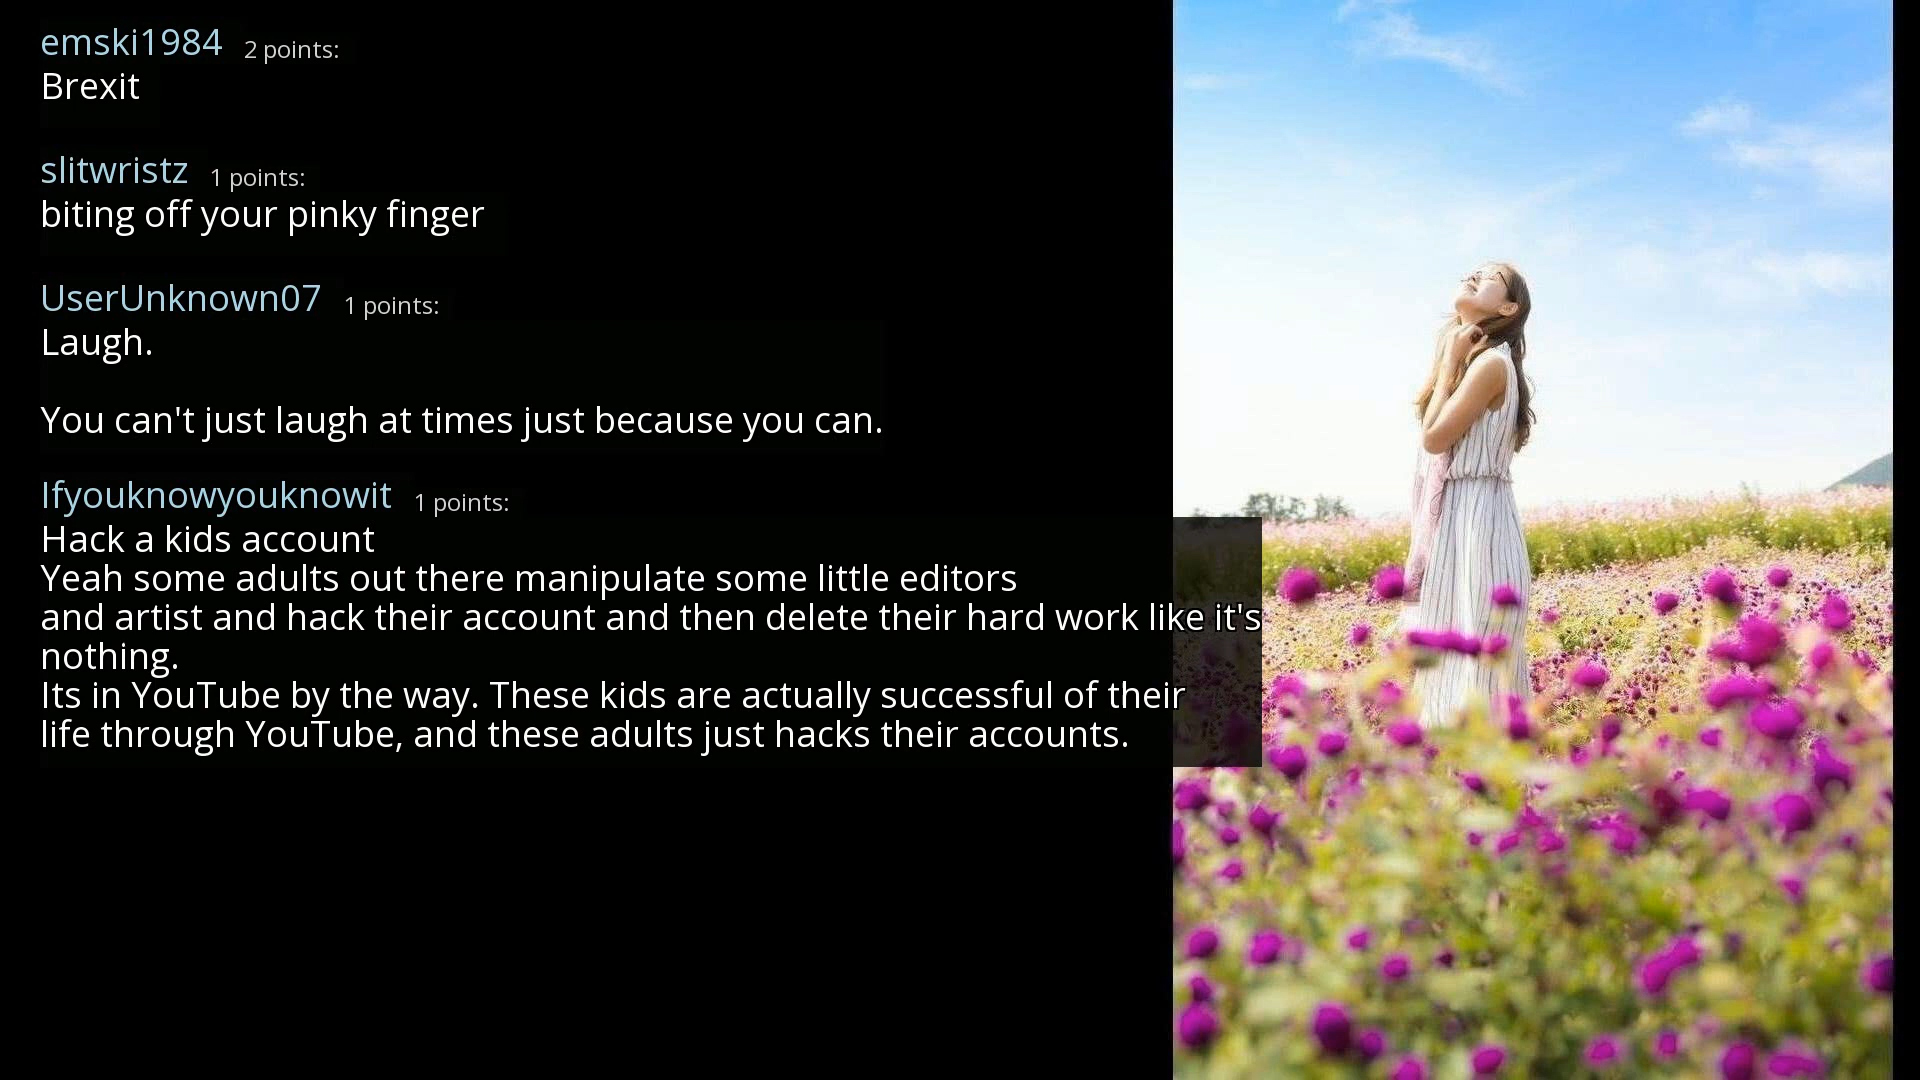 emski1984 2 points:
Brexit
slitwristz 1 points:
biting off your pinky finger
UserUnknown07 1 points:
Laugh.
You can't just laugh at times just because you can.
Ifyouknowyouknowit 1 points:
Hack a kids account
Yeah some adults out there manipulate some little editors
and artist and hack their account and then delete their hard work like it's
nothing.
Its in YouTube by the way. These kids are actually successful of their
life through YouTube, and these adults just hacks their accounts.